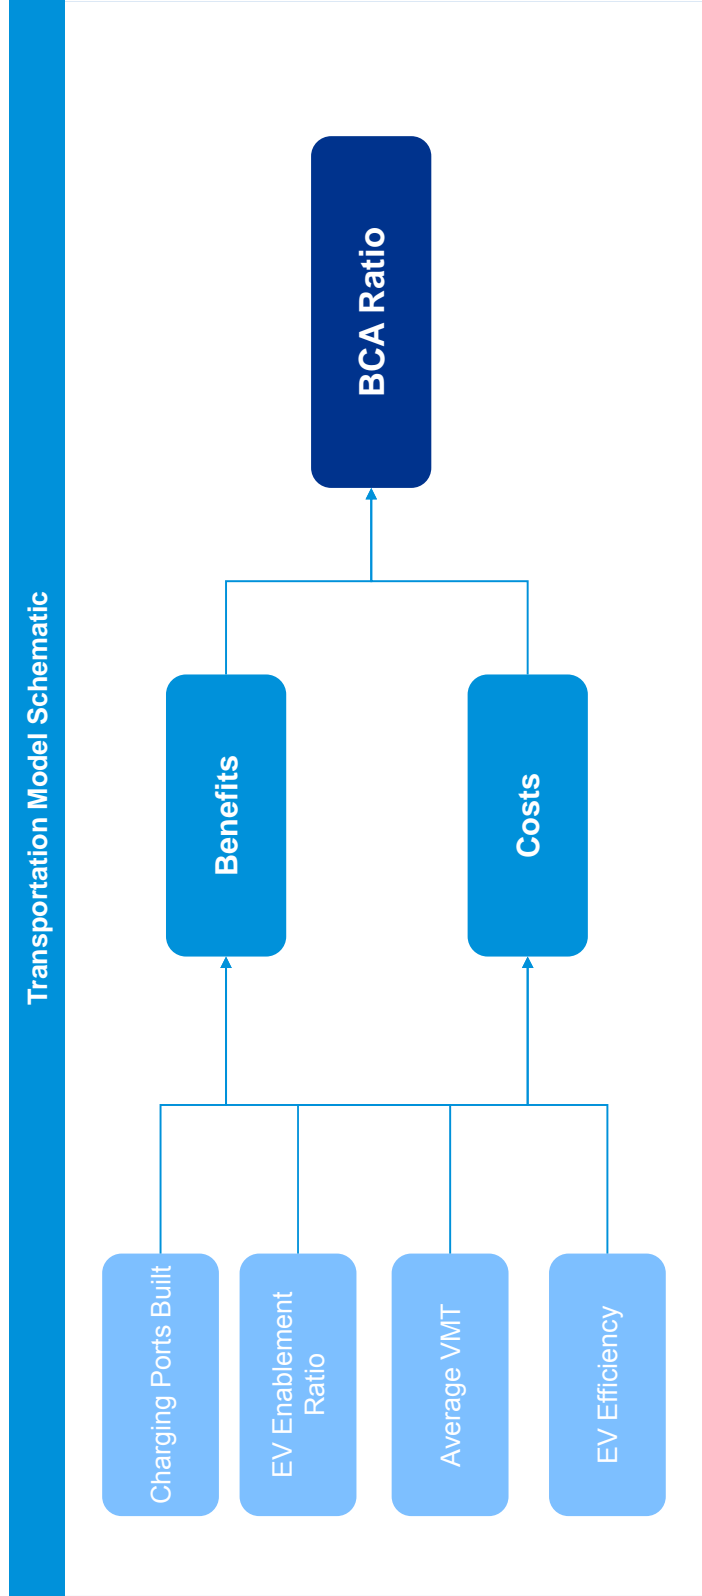 Transportation Model Schematic
Charging Ports Built
EV Enablement
Ratio
Average VMT
EV Efficiency
Benefits
Costs
BCA Ratio